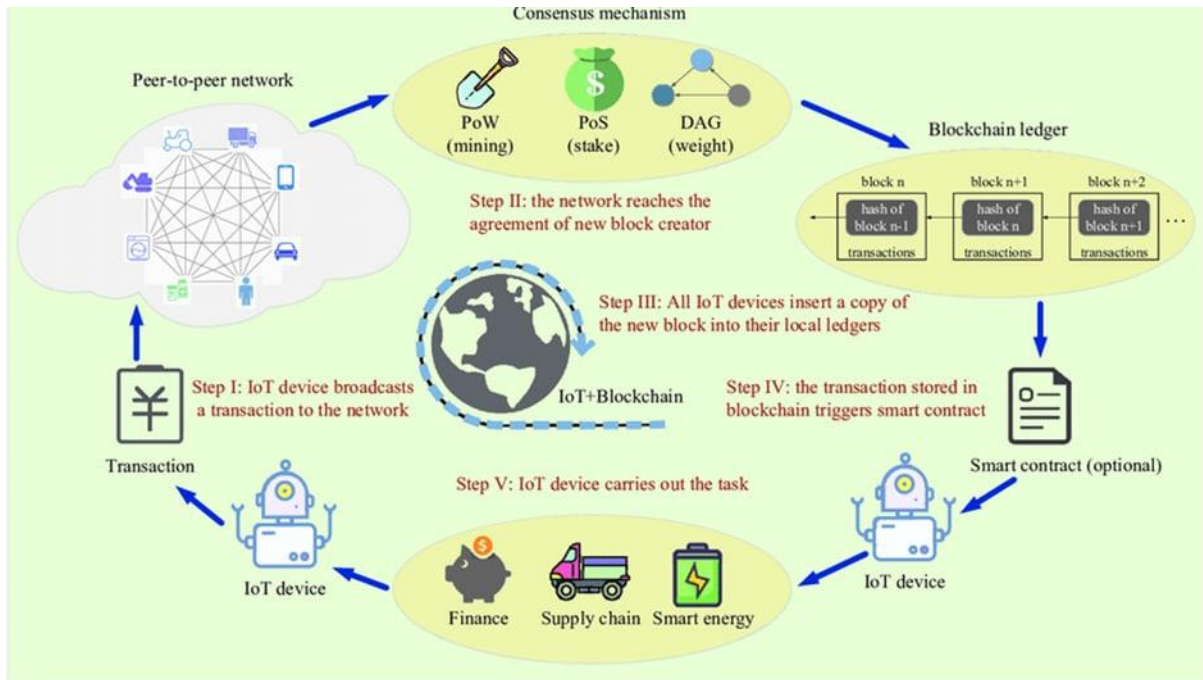 Consensus mechanism
Peer-to-peer network
$
PoW
(mining)
PoS
(stake)
DAG
(weight)
Blockchain ledger
block n
block n+1
block n+2
hash of
block n-1
hash of
block n
hash of
block n+1
...
transactions
transactions
transactions
Step II: the network reaches the
agreement of new block creator
Step III: All IoT devices insert a copy of
the new block into their local ledgers
IoT+Blockchain
Step I: IoT device broadcasts
a transaction to the network
Step IV: the transaction stored in
blockchain triggers smart contract
Transaction
Smart contract (optional)
Step V: IoT device carries out the task
IoT device
$
Finance
Supply chain
Smart energy
IoT device